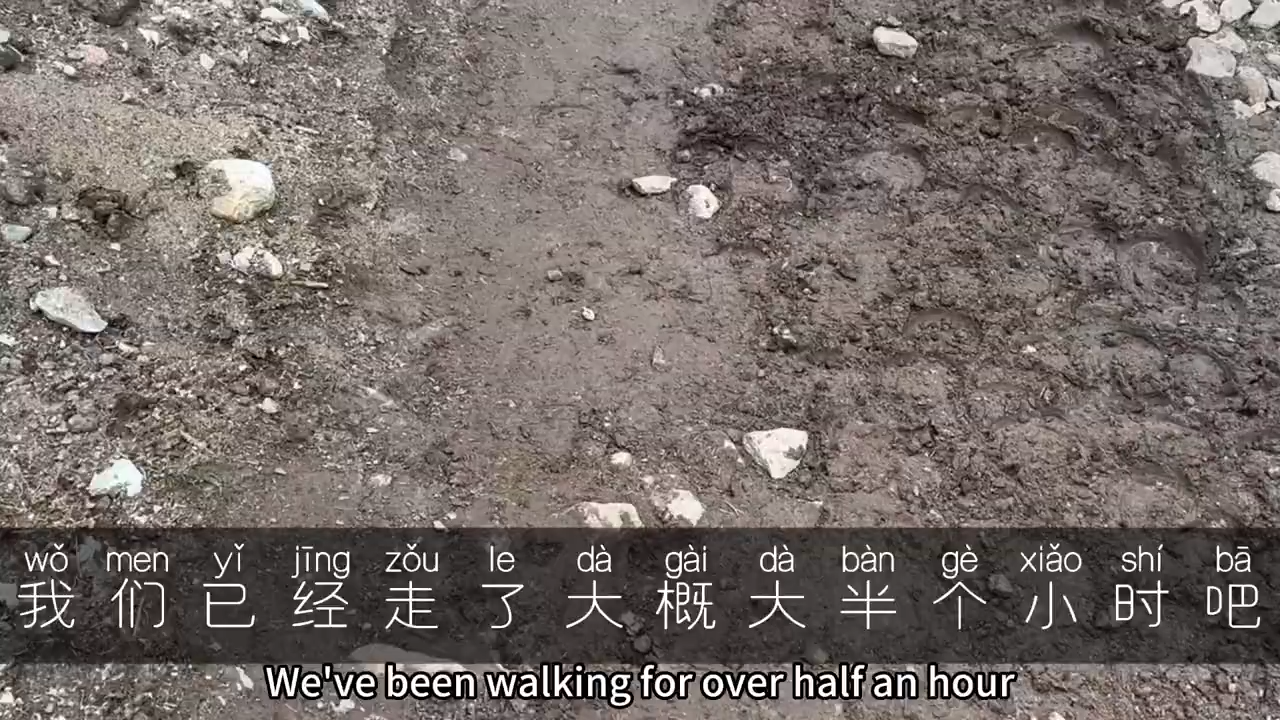 wǒ men yǐ jīng zǒu le dà gài dà bàn gè xiǎo shí bā
我们已经走了大概大半个小时吧
We've been walking for over half an hour